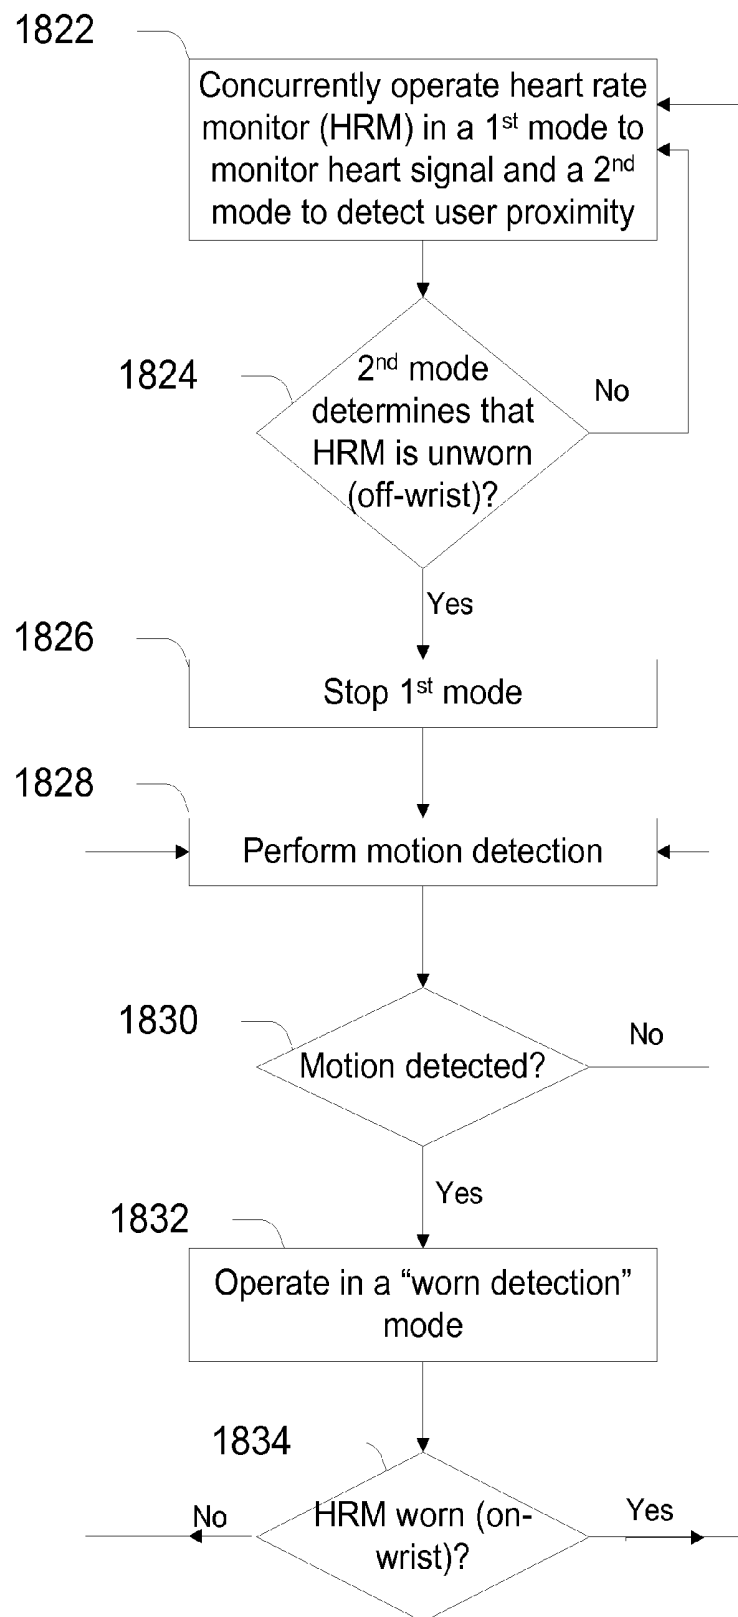 1822
Concurrently operate heart rate
monitor (HRM) in a 1st mode to
monitor heart signal and a 2nd
mode to detect user proximity
1824
2nd mode
determines that
HRM is unworn
(off-wrist)?
No
Yes
1826
Stop 1st mode
1828
Perform motion detection
1830
Motion detected?
No
Yes
1832
Operate in a “worn detection”
mode
1834
HRM worn (on-
wrist)?
No
Yes